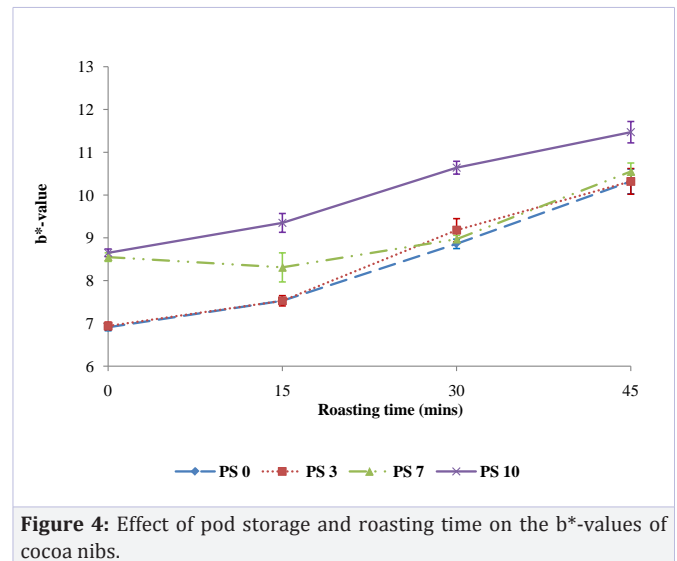 13
12
11
10
9
8
7
6
b*-value
0 15 30 45
Roasting time (mins)
PS 0 PS 3 PS 7 PS 10
Figure 4: Effect of pod storage and roasting time on the b*-values of
cocoa nibs.